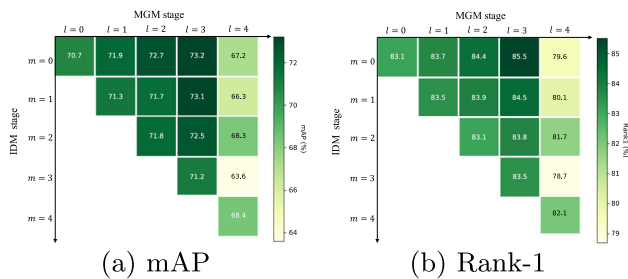 MGM stage
l = 0 l = 1 l = 2 l = 3 l = 4
IDM stage
m = 0 70.7 71.9 72.7 73.2 67.2
m = 1 71.3 71.7 73.1 66.3
m = 2 71.8 72.5 68.3
m = 3 71.2 63.6
m = 4 68.4
72
70
68
66
64
mAP (%)
(a) mAP
MGM stage
l = 0 l = 1 l = 2 l = 3 l = 4
IDM stage
m = 0 83.1 83.7 84.4 85.5 79.6
m = 1 83.5 83.9 84.5 80.1
m = 2 83.1 83.8 81.7
m = 3 83.5 78.7
m = 4 82.1
85
84
83
82
81
80
79
Rank1 (%)
(b) Rank-1